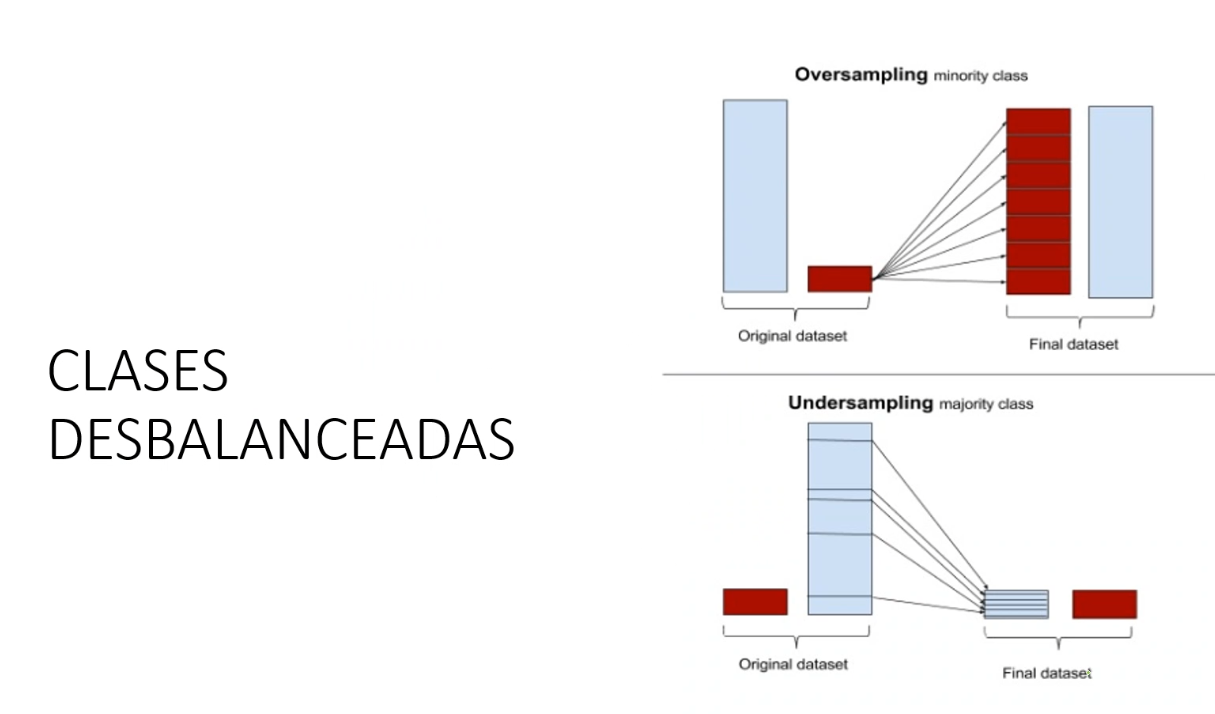 CLASES
DESBALANCEADAS
Oversampling minority class
Original dataset
Final dataset
Undersampling majority class
Original dataset
Final dataset